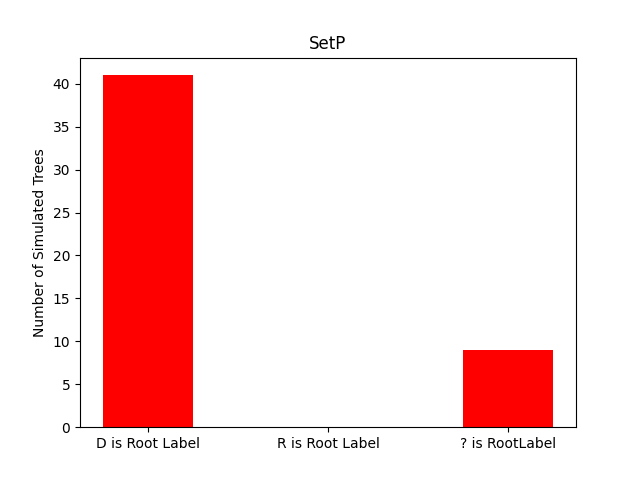 SetP
Number of Simulated Trees
40
35
30
25
20
15
10
5
0
D is Root Label
R is Root Label
? is RootLabel